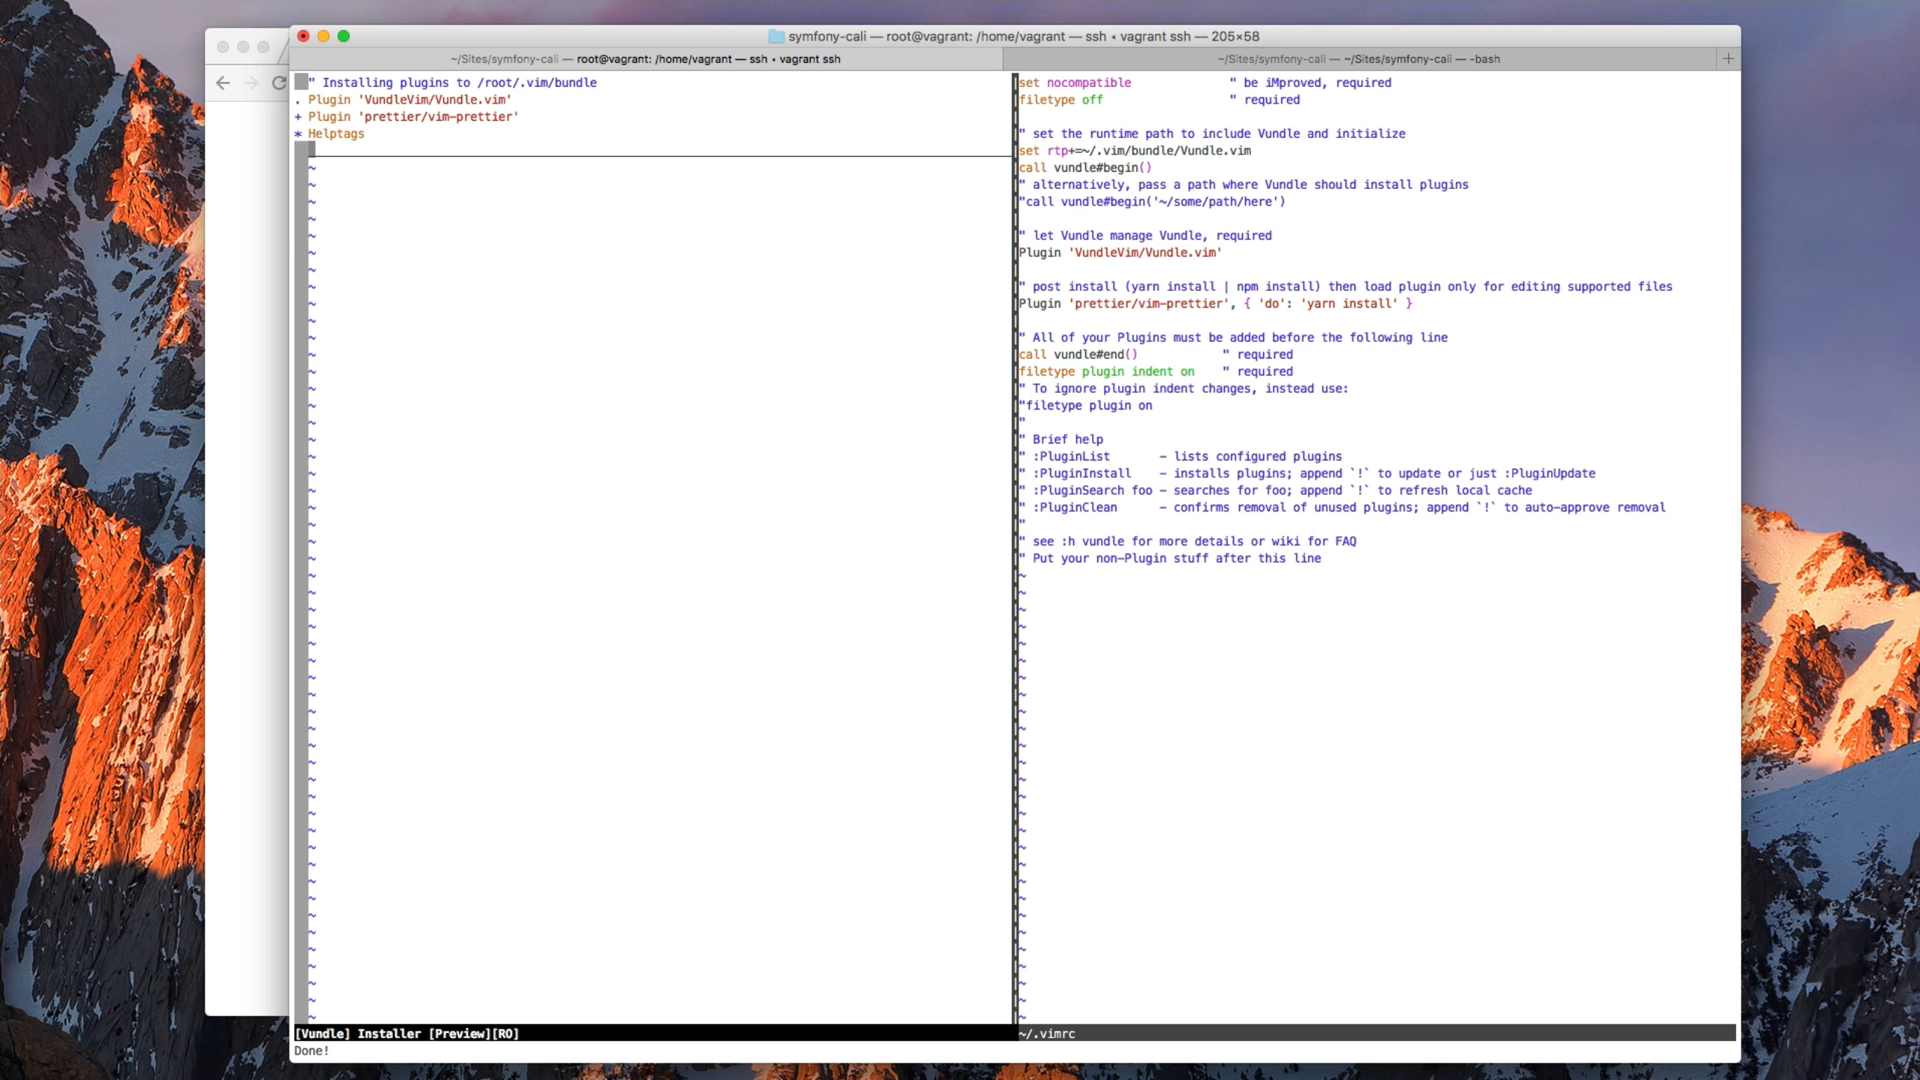 symfony-cali — root@vagrant: /home/vagrant — ssh ‹ vagrant ssh — 205×58
~/Sites/symfony-cali — root@vagrant: /home/vagrant — ssh ‹ vagrant ssh
~/Sites/symfony-cali — ~/Sites/symfony-cali — -bash
" Installing plugins to /root/.vim/bundle
. Plugin 'VundleVim/Vundle.vim'
+ Plugin 'prettier/vim-prettier'
* Helptags
[Vundle] Installer [Preview][RO]
Done!
set nocompatible              " be iMproved, required
filetype off                  " required
" set the runtime path to include Vundle and initialize
set rtp+=~/.vim/bundle/Vundle.vim
call vundle#begin()
" alternatively, pass a path where Vundle should install plugins
"call vundle#begin('~/some/path/here')
" let Vundle manage Vundle, required
Plugin 'VundleVim/Vundle.vim'
" post install (yarn install | npm install) then load plugin only for editing supported files
Plugin 'prettier/vim-prettier', { 'do': 'yarn install' }
" All of your Plugins must be added before the following line
call vundle#end()            " required
filetype plugin indent on    " required
" To ignore plugin indent changes, instead use:
"filetype plugin on
"
" Brief help
" :PluginList       - lists configured plugins
" :PluginInstall    - installs plugins; append `!` to update or just :PluginUpdate
" :PluginSearch foo - searches for foo; append `!` to refresh local cache
" :PluginClean      - confirms removal of unused plugins; append `!` to auto-approve removal
"
" see :h vundle for more details or wiki for FAQ
" Put your non-Plugin stuff after this line
~/.vimrc